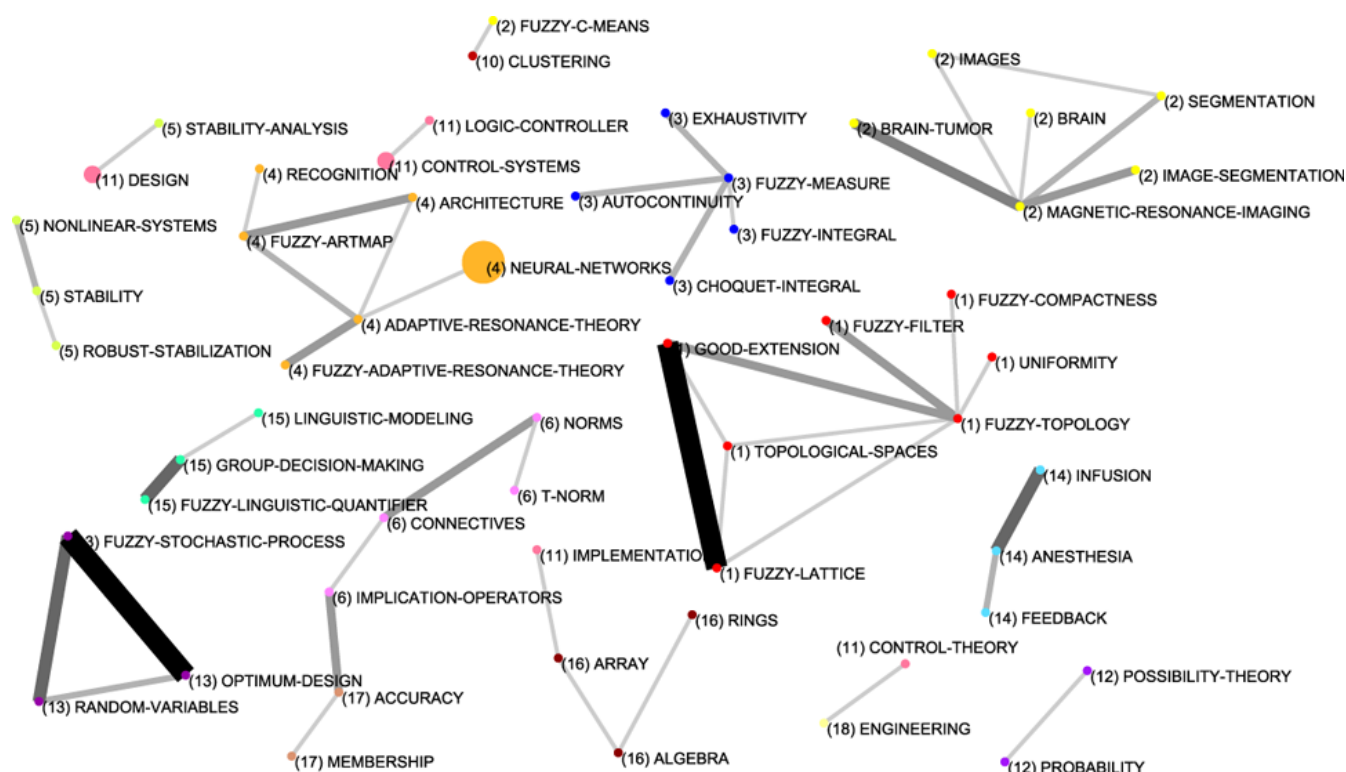 (2) FUZZY-C-MEANS
(10) CLUSTERING
(2) IMAGES
(2) SEGMENTATION
(2) BRAIN
(2) BRAIN-TUMOR
(3) EXHAUSTIVITY
(11) LOGIC-CONTROLLER
(5) STABILITY-ANALYSIS
(11) CONTROL-SYSTEMS
(4) RECOGNITION
(11) DESIGN
(2) IMAGE-SEGMENTATION
(3) FUZZY-MEASURE
(3) AUTOCONTINUITY
(4) ARCHITECTURE
(2) MAGNETIC-RESONANCE-IMAGING
(5) NONLINEAR-SYSTEMS
(3) FUZZY-INTEGRAL
(4) FUZZY-ARTMAP
(4) NEURAL-NETWORKS
(3) CHOQUET-INTEGRAL
(5) STABILITY
(1) FUZZY-COMPACTNESS
(4) ADAPTIVE-RESONANCE-THEORY
(1) FUZZY-FILTER
(1) GOOD-EXTENSION
(5) ROBUST-STABILIZATION
(1) UNIFORMITY
(4) FUZZY-ADAPTIVE-RESONANCE-THEORY
(15) LINGUISTIC-MODELING
(6) NORMS
(1) FUZZY-TOPOLOGY
(1) TOPOLOGICAL-SPACES
(15) GROUP-DECISION-MAKING
(14) INFUSION
(6) T-NORM
(15) FUZZY-LINGUISTIC-QUANTIFIER
(6) CONNECTIVES
3) FUZZY-STOCHASTIC-PROCESS
(11) IMPLEMENTATIO
(14) ANESTHESIA
(1) FUZZY-LATTICE
(6) IMPLICATION-OPERATORS
(14) FEEDBACK
(16) RINGS
(11) CONTROL-THEORY
(16) ARRAY
(13) OPTIMUM-DESIGN
(12) POSSIBILITY-THEORY
(17) ACCURACY
(13) RANDOM-VARIABLES
(18) ENGINEERING
(16) ALGEBRA
(17) MEMBERSHIP
(12) PROBABILITY